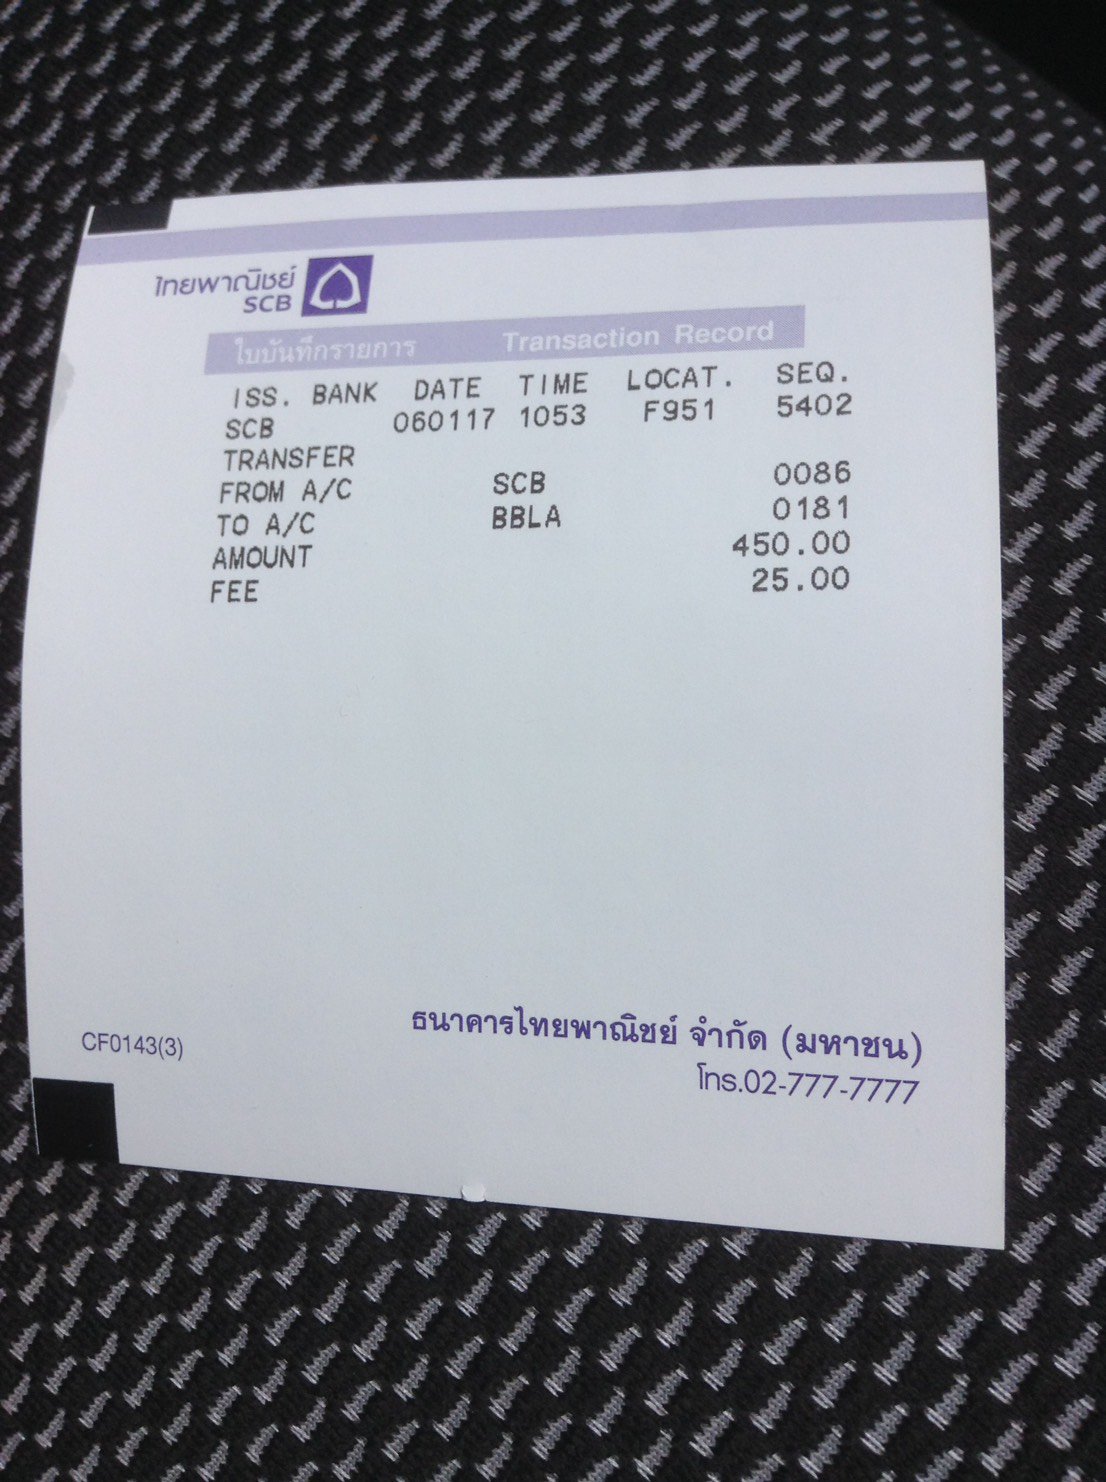 ไทยพาณิชย์
SCB
ใบบันทึกรายการ Transaction Record
ISS. BANK DATE TIME LOCAT. SEQ.
SCB 060117 1053 F951 5402
TRANSFER
FROM A/C SCB 0086
TO A/C BBLA 0181
AMOUNT 450.00
FEE 25.00
ธนาคารไทยพาณิชย์ จำกัด (มหาชน)
CF0143(3)
โทร.02-777-7777